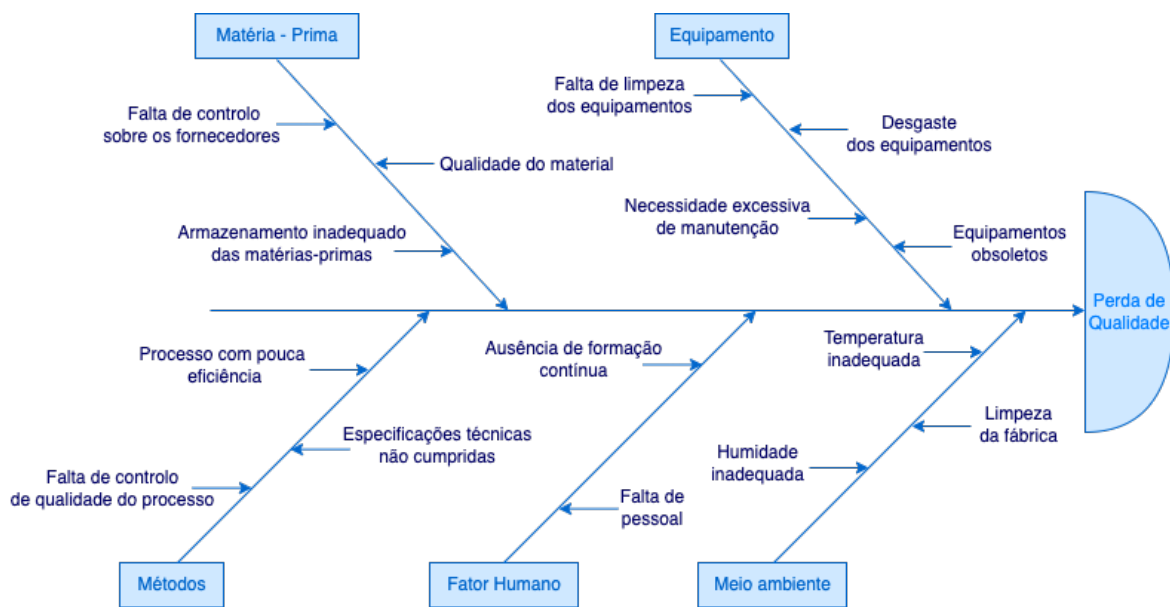 Matéria - Prima
Equipamento
Falta de limpeza
dos equipamentos
Falta de controlo
sobre os fornecedores
Desgaste
dos equipamentos
Qualidade do material
Necessidade excessiva
de manutenção
Armazenamento inadequado
das matérias-primas
Equipamentos
obsoletos
Perda de
Qualidade
Processo com pouca
eficiência
Ausência de formação
contínua
Temperatura
inadequada
Especificações técnicas
não cumpridas
Limpeza
da fábrica
Humidade
inadequada
Falta de controlo
de qualidade do processo
Falta de
pessoal
Métodos
Fator Humano
Meio ambiente